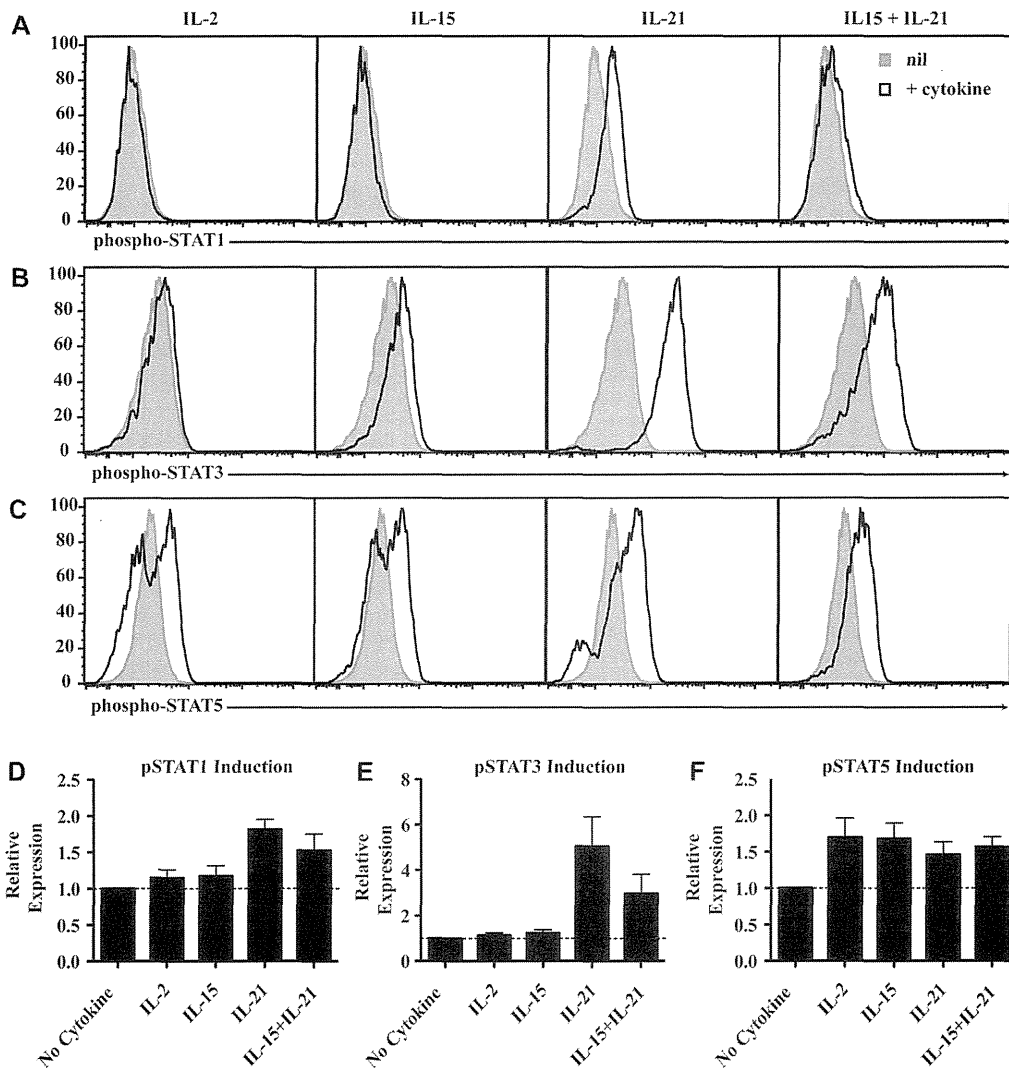 IL-2 IL-15 IL-21 IL15 + IL-21
A
100
80
60
40
20
0
nil
+ cytokine
phospho-STAT1
B
100
80
60
40
20
0
phospho-STAT3
C
100
80
60
40
20
0
phospho-STAT5
D pSTAT1 Induction
Relative
Expression
2.5
2.0
1.5
1.0
0.5
0.0
No Cytokine
IL-2
IL-15
IL-21
IL-15+IL-21
E pSTAT3 Induction
Relative
Expression
8
6
4
2
0
No Cytokine
IL-2
IL-15
IL-21
IL-15+IL-21
F pSTAT5 Induction
Relative
Expression
2.5
2.0
1.5
1.0
0.5
0.0
No Cytokine
IL-2
IL-15
IL-21
IL-15+IL-21